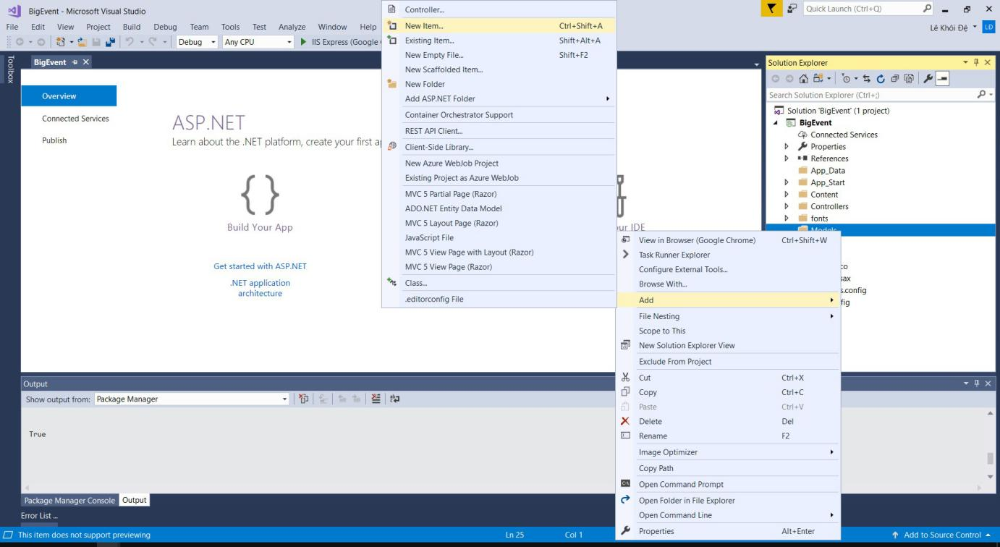 BigEvent - Microsoft Visual Studio
Quick Launch (Ctrl+Q)
File Edit View Project Build Debug Team Tools Test Analyze Window Help
Lê Khôi Đệ LĐ
Debug Any CPU IIS Express (Google
Toolbox
BigEvent
Overview
Connected Services
Publish
ASP.NET
Learn about the .NET platform, create your first ap
Build Your App
our IDE
Get started with ASP.NET
.NET application
architecture
Controller...
New Item... Ctrl+Shift+A
Existing Item... Shift+Alt+A
New Empty File... Shift+F2
New Scaffolded Item...
New Folder
Add ASP.NET Folder
Container Orchestrator Support
REST API Client...
Client-Side Library...
New Azure WebJob Project
Existing Project as Azure WebJob
MVC 5 Partial Page (Razor)
ADO.NET Entity Data Model
MVC 5 Layout Page (Razor)
JavaScript File
MVC 5 View Page with Layout (Razor)
MVC 5 View Page (Razor)
Class...
.editorconfig File
Solution Explorer
Search Solution Explorer (Ctrl+;)
Solution 'BigEvent' (1 project)
BigEvent
Connected Services
Properties
References
App_Data
App_Start
Content
Controllers
fonts
Models
co
sax
s.config
fig
View in Browser (Google Chrome) Ctrl+Shift+W
Task Runner Explorer
Configure External Tools...
Browse With...
Add
File Nesting
Scope to This
New Solution Explorer View
Exclude From Project
Cut Ctrl+X
Copy Ctrl+C
Paste Ctrl+V
Delete Del
Rename F2
Image Optimizer
Copy Path
Open Command Prompt
Open Folder in File Explorer
Open Command Line
Properties Alt+Enter
Output
Show output from: Package Manager
True
Package Manager Console Output
Error List ...
This item does not support previewing Ln 25 Col 1 Add to Source Control